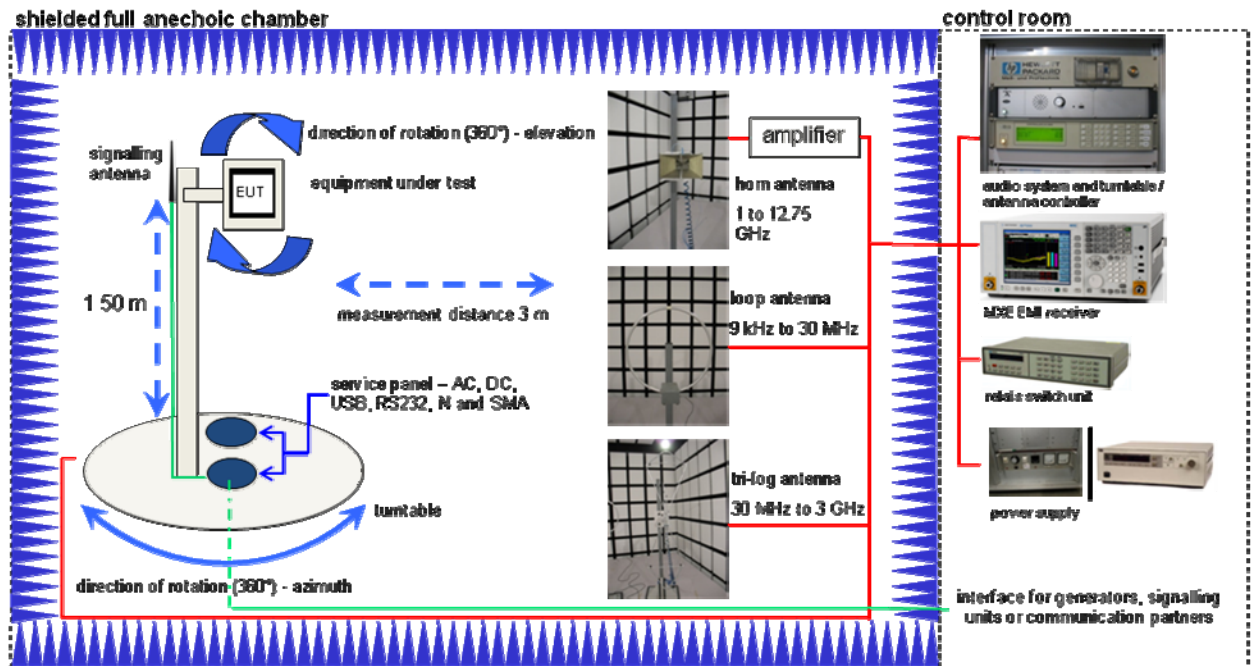 shielded full anechoic chamber
control room
direction of rotation (360°) - elevation
signalling
antenna
EUT
equipment under test
1 50 m
measurement distance 3 m
service panel – AC, DC,
USB, RS232, N and SMA
turntable
direction of rotation (360°) - azimuth
amplifier
horn antenna
1 to 12.75
GHz
loop antenna
9 kHz to 30 MHz
tri-log antenna
30 MHz to 3 GHz
HEWLETT
PACKARD
audio system and turntable /
antenna controller
MXE EMI receiver
relais switch unit
power supply
interface for generators, signalling
units or communication partners